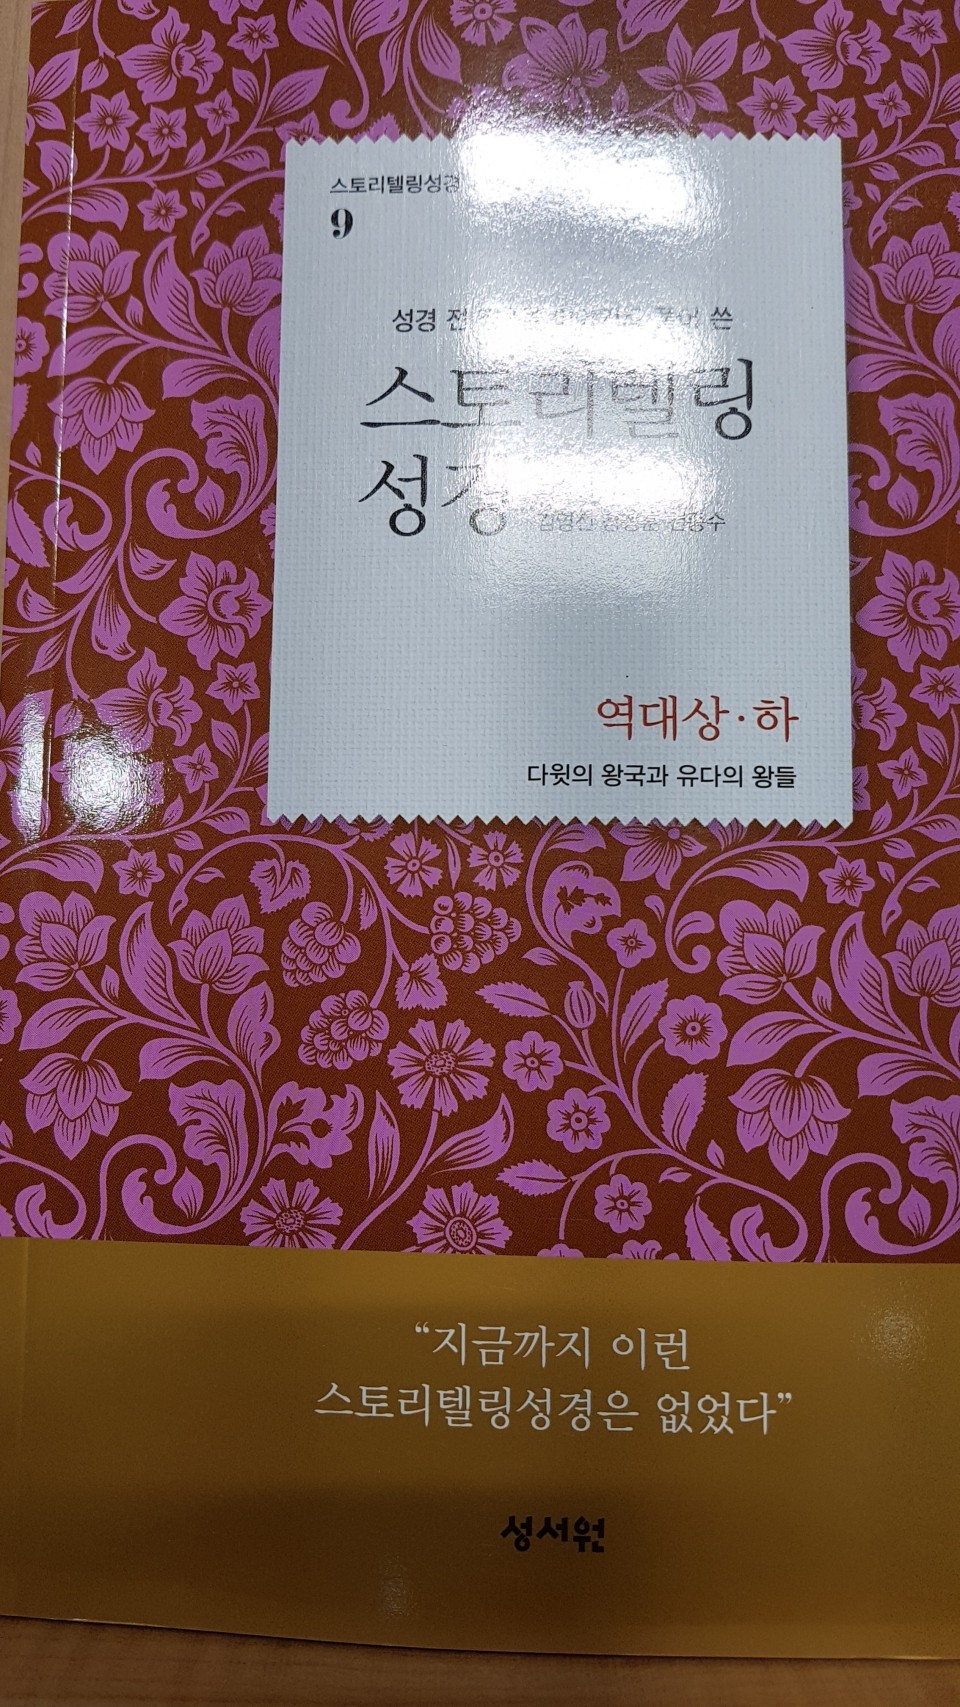 스토리텔링성경
9
성경 쓴
스토리텔링
성경
역대상·하
다윗의 왕국과 유다의 왕들
“지금까지 이런
스토리텔링성경은 없었다”
성서원